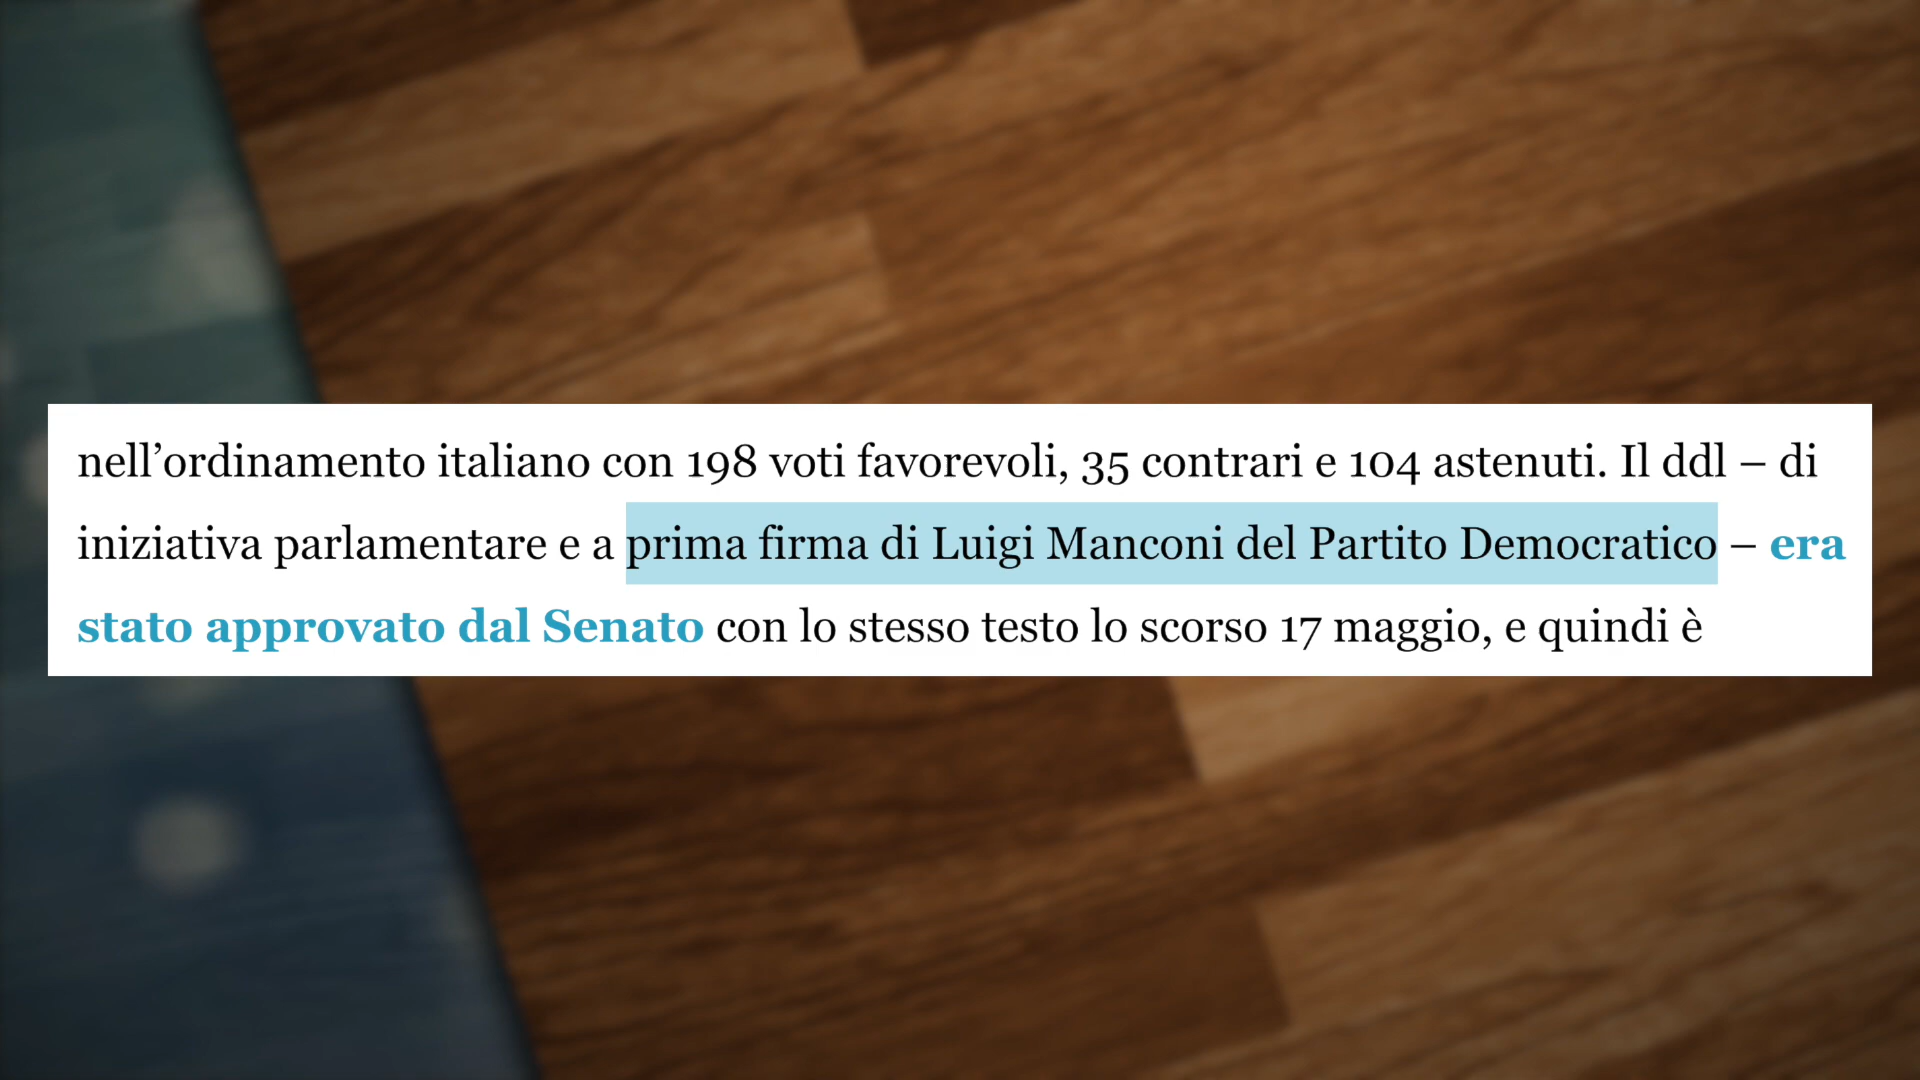 nell’ordinamento italiano con 198 voti favorevoli, 35 contrari e 104 astenuti. Il ddl – di
iniziativa parlamentare e a prima firma di Luigi Manconi del Partito Democratico – era
stato approvato dal Senato con lo stesso testo lo scorso 17 maggio, e quindi è